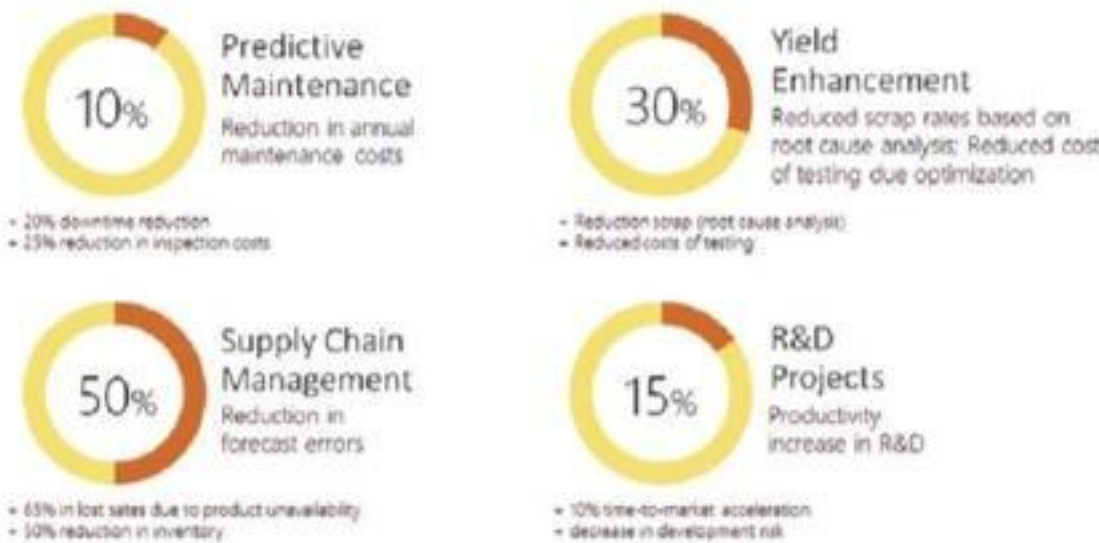 10%
Predictive
Maintenance
Reduction in annual
maintenance costs
+ 20% downtime reduction
+ 25% reduction in inspection costs
30%
Yield
Enhancement
Reduced scrap rates based on
root cause analysis; Reduced cost
of testing due optimization
+ Reduction scrap (root cause analysis)
+ Reduced costs of testing
50%
Supply Chain
Management
Reduction in
forecast errors
+ 65% in lost sales due to product unavailability
+ 50% reduction in inventory
15%
R&D
Projects
Productivity
increase in R&D
+ 10% time-to-market acceleration
+ decrease in development risk